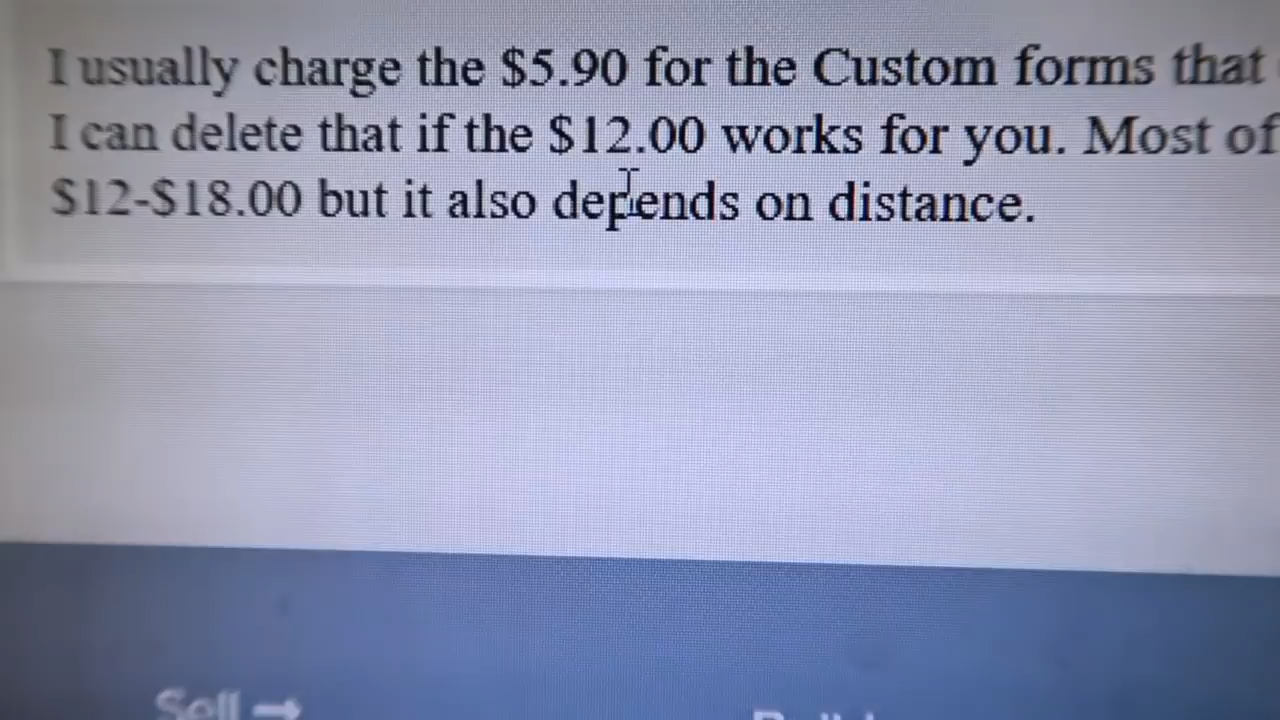 I usually charge the $5.90 for the Custom forms that
I can delete that if the $12.00 works for you. Most of
$12-$18.00 but it also depends on distance.
Sell →